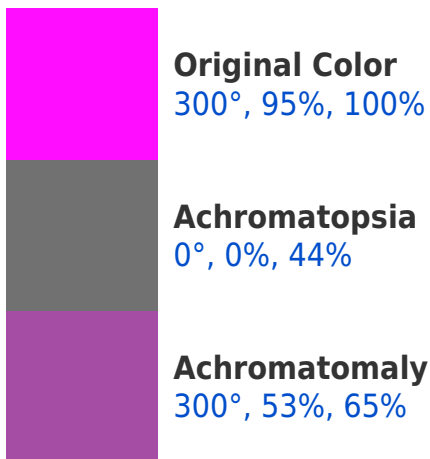 Original Color
300°, 95%, 100%
Achromatopsia
0°, 0%, 44%
Achromatomaly
300°, 53%, 65%